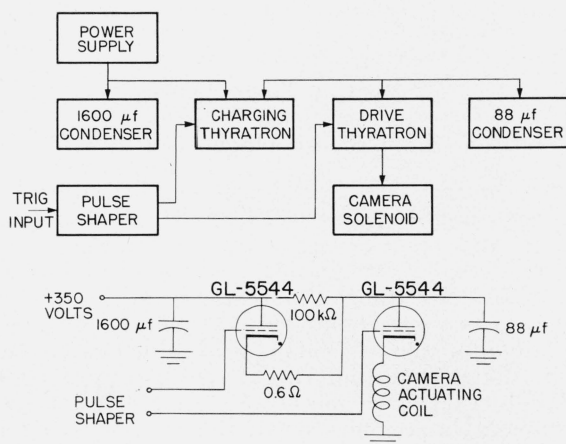 POWER
SUPPLY
1600 μf
CONDENSER
CHARGING
THYRATRON
DRIVE
THYRATRON
88 μf
CONDENSER
TRIG
INPUT
PULSE
SHAPER
CAMERA
SOLENOID
GL-5544
GL-5544
+350
VOLTS
100 kΩ
1600 μf
88 μf
0.6 Ω
CAMERA
ACTUATING
COIL
PULSE
SHAPER